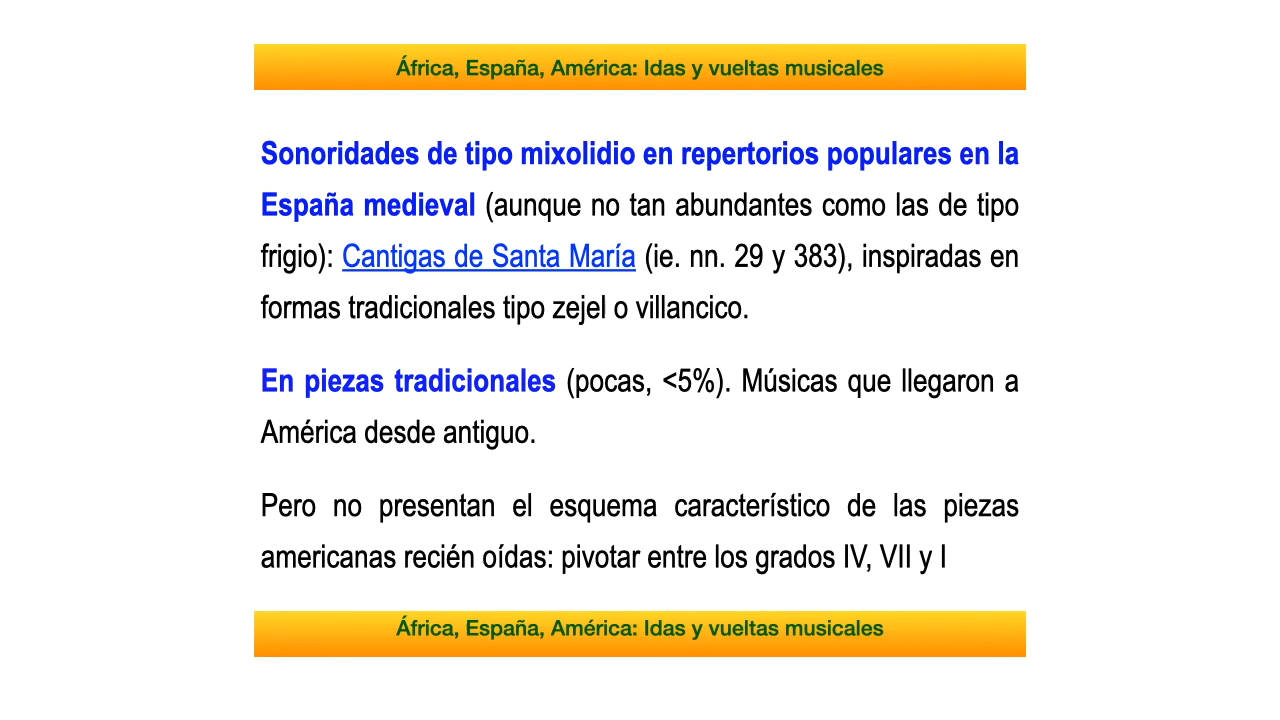 África, España, América: Idas y vueltas musicales
Sonoridades de tipo mixolidio en repertorios populares en la
España medieval (aunque no tan abundantes como las de tipo
frigio): Cantigas de Santa María (ie. nn. 29 y 383), inspiradas en
formas tradicionales tipo zejel o villancico.
En piezas tradicionales (pocas, <5%). Músicas que llegaron a
América desde antiguo.
Pero no presentan el esquema característico de las piezas
americanas recién oídas: pivotar entre los grados IV, VII y I
África, España, América: Idas y vueltas musicales